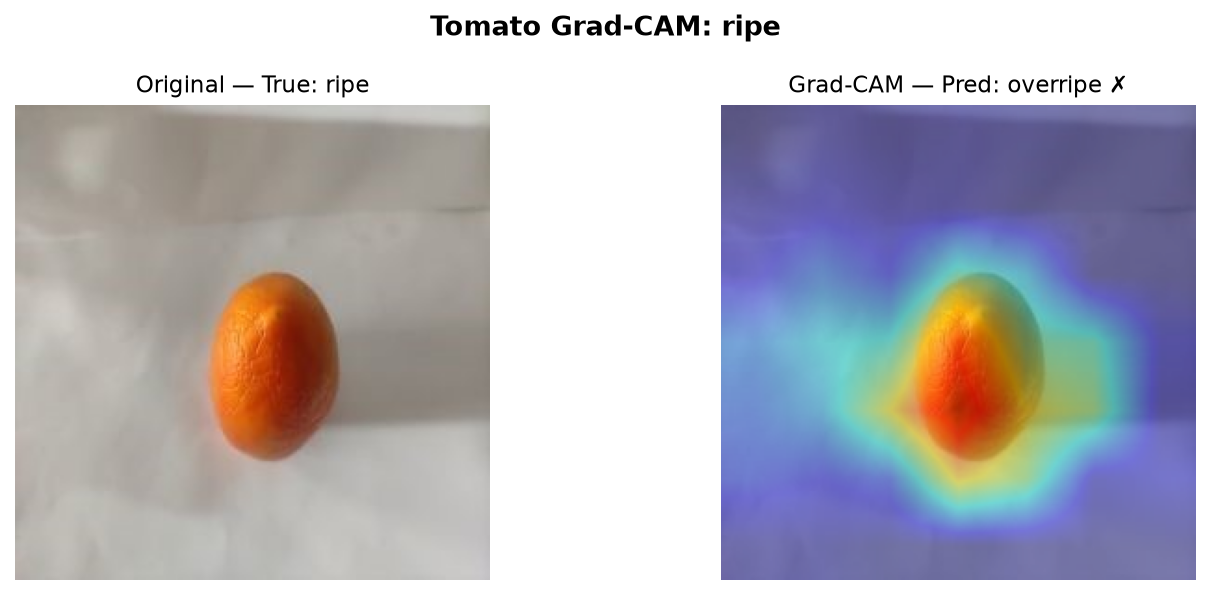 Tomato Grad-CAM: ripe
Original — True: ripe
Grad-CAM — Pred: overripe ✗